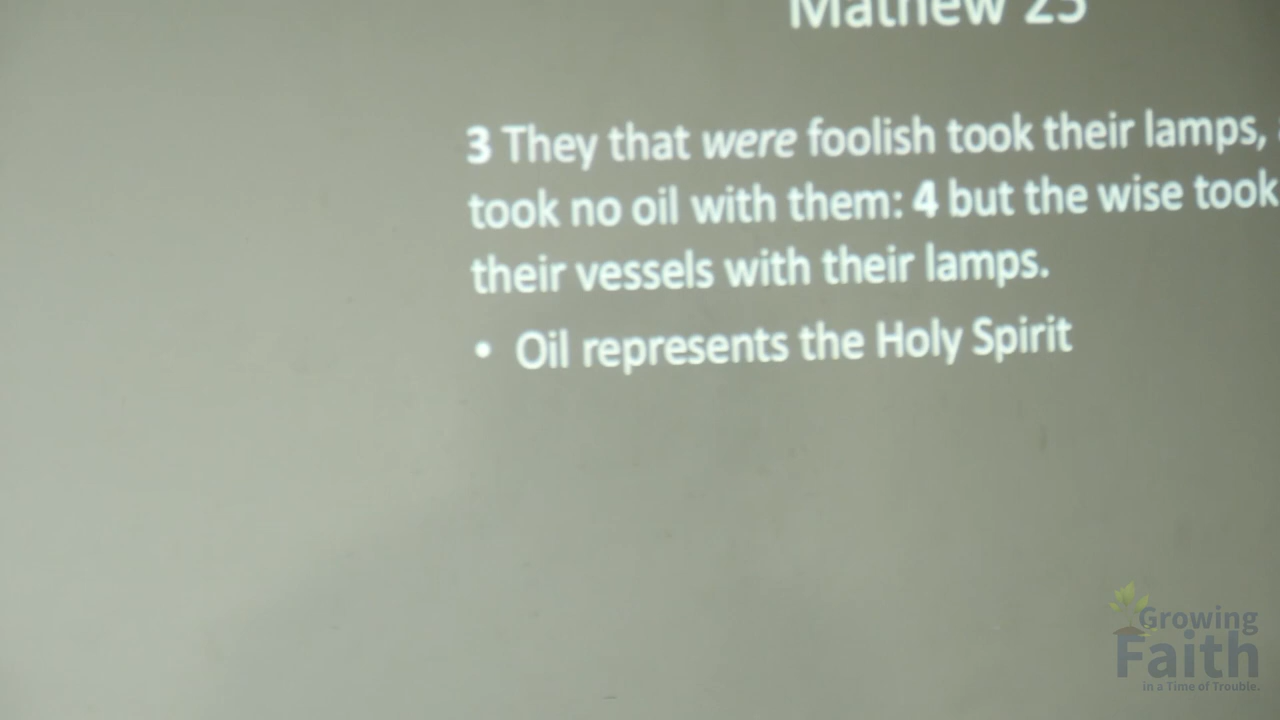 Mathew 25
3 They that were foolish took their lamps,
took no oil with them: 4 but the wise took
their vessels with their lamps.
• Oil represents the Holy Spirit
Growing
Faith
in a Time of Trouble.